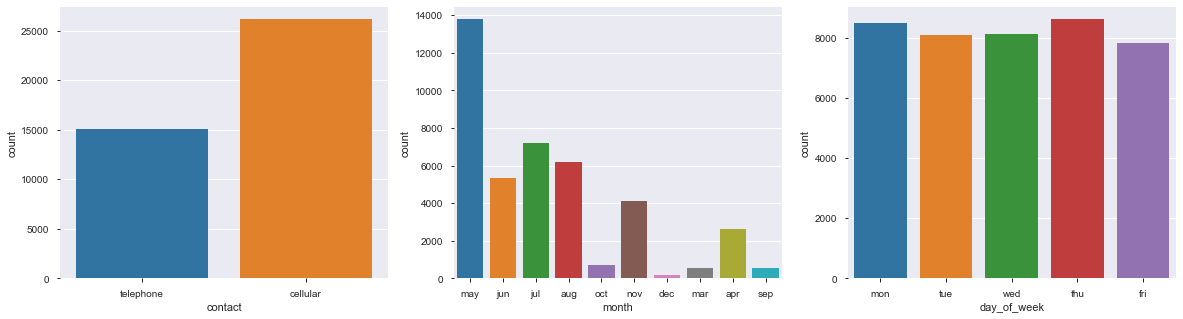 25000
20000
15000
10000
5000
0
count
telephone cellular
contact
14000
12000
10000
8000
6000
4000
2000
0
count
may jun jul aug oct nov dec mar apr sep
month
8000
6000
4000
2000
0
count
mon tue wed thu fri
day_of_week